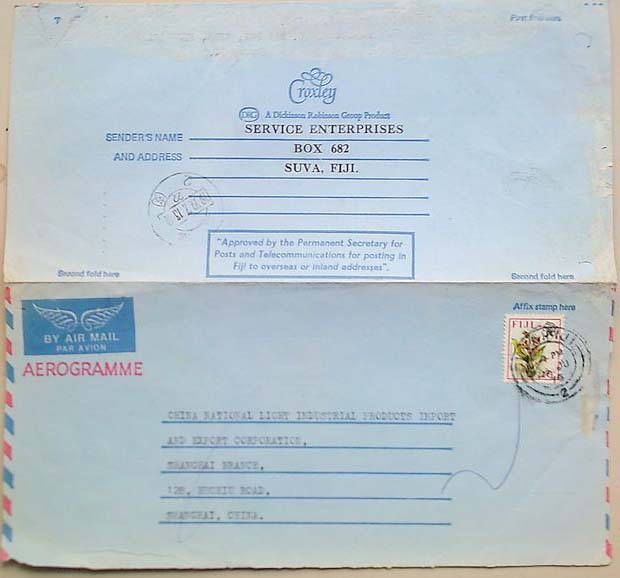 First fold here
Croxley
DRG A Dickinson Robinson Group Product
SENDER'S NAME
AND ADDRESS
SERVICE ENTERPRISES
BOX 682
SUVA, FIJI.
"Approved by the Permanent Secretary for
Posts and Telecommunications for posting in
Fiji to overseas or inland addresses".
Second fold here
Second fold here
BY AIR MAIL
PAR AVION
AEROGRAMME
Affix stamp here
FIJI
2
CHINA NATIONAL LIGHT INDUSTRIAL PRODUCTS IMPORT
AND EXPORT CORPORATION,
SHANGHAI BRANCH,
ROAD,
SHANGHAI, CHINA.